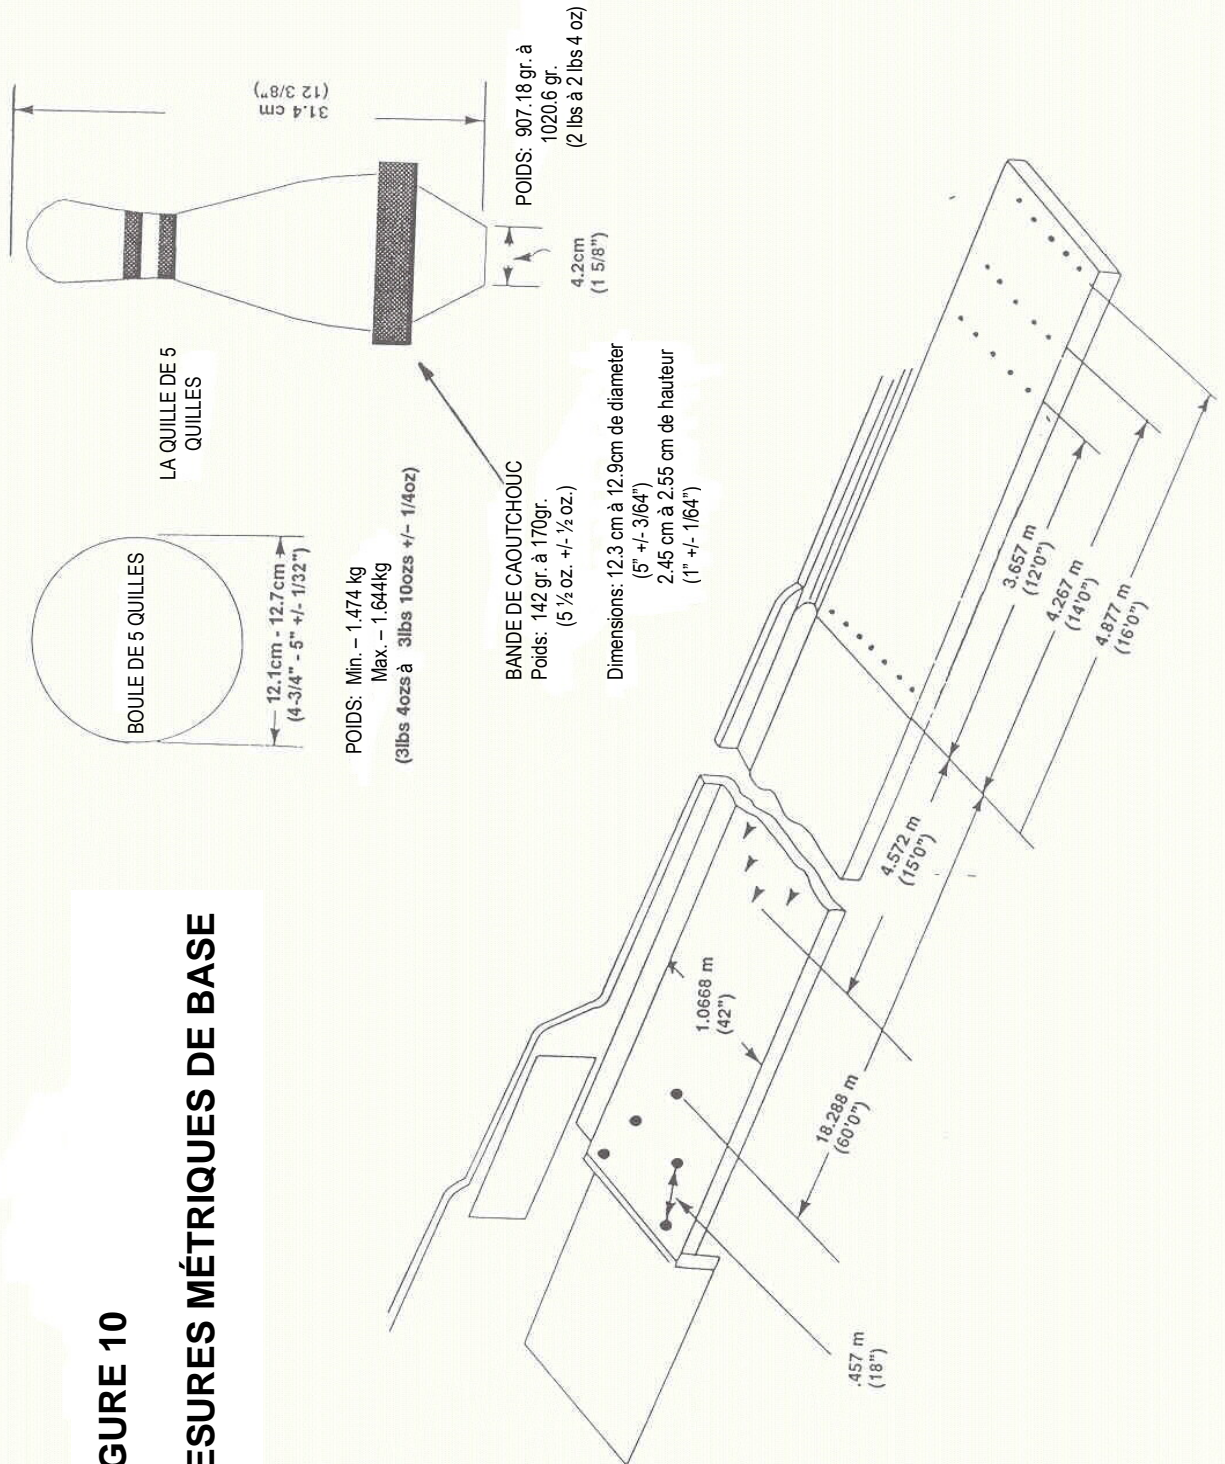 GURE 10
ESURES MÉTRIQUES DE BASE
BOULE DE 5 QUILLES
12.1cm - 12.7cm
(4-3/4" - 5" +/- 1/32")
POIDS: Min. – 1.474 kg
Max. – 1.644kg
(3lbs 4ozs à 3lbs 10ozs +/- 1/4oz)
LA QUILLE DE 5
QUILLES
31.4 cm
(12 3/8")
4.2cm
(1 5/8")
POIDS: 907.18 gr. à
1020.6 gr.
(2 lbs à 2 lbs 4 oz)
BANDE DE CAOUTCHOUC
Poids: 142 gr. à 170gr.
(5 ½ oz. +/- ½ oz.)
Dimensions: 12.3 cm à 12.9cm de diameter
(5" +/- 3/64")
2.45 cm à 2.55 cm de hauteur
(1" +/- 1/64")
.457 m
(18")
1.0668 m
(42")
18.288 m
(60'0")
4.572 m
(15'0")
3.657 m
(12'0")
4.267 m
(14'0")
4.877 m
(16'0")